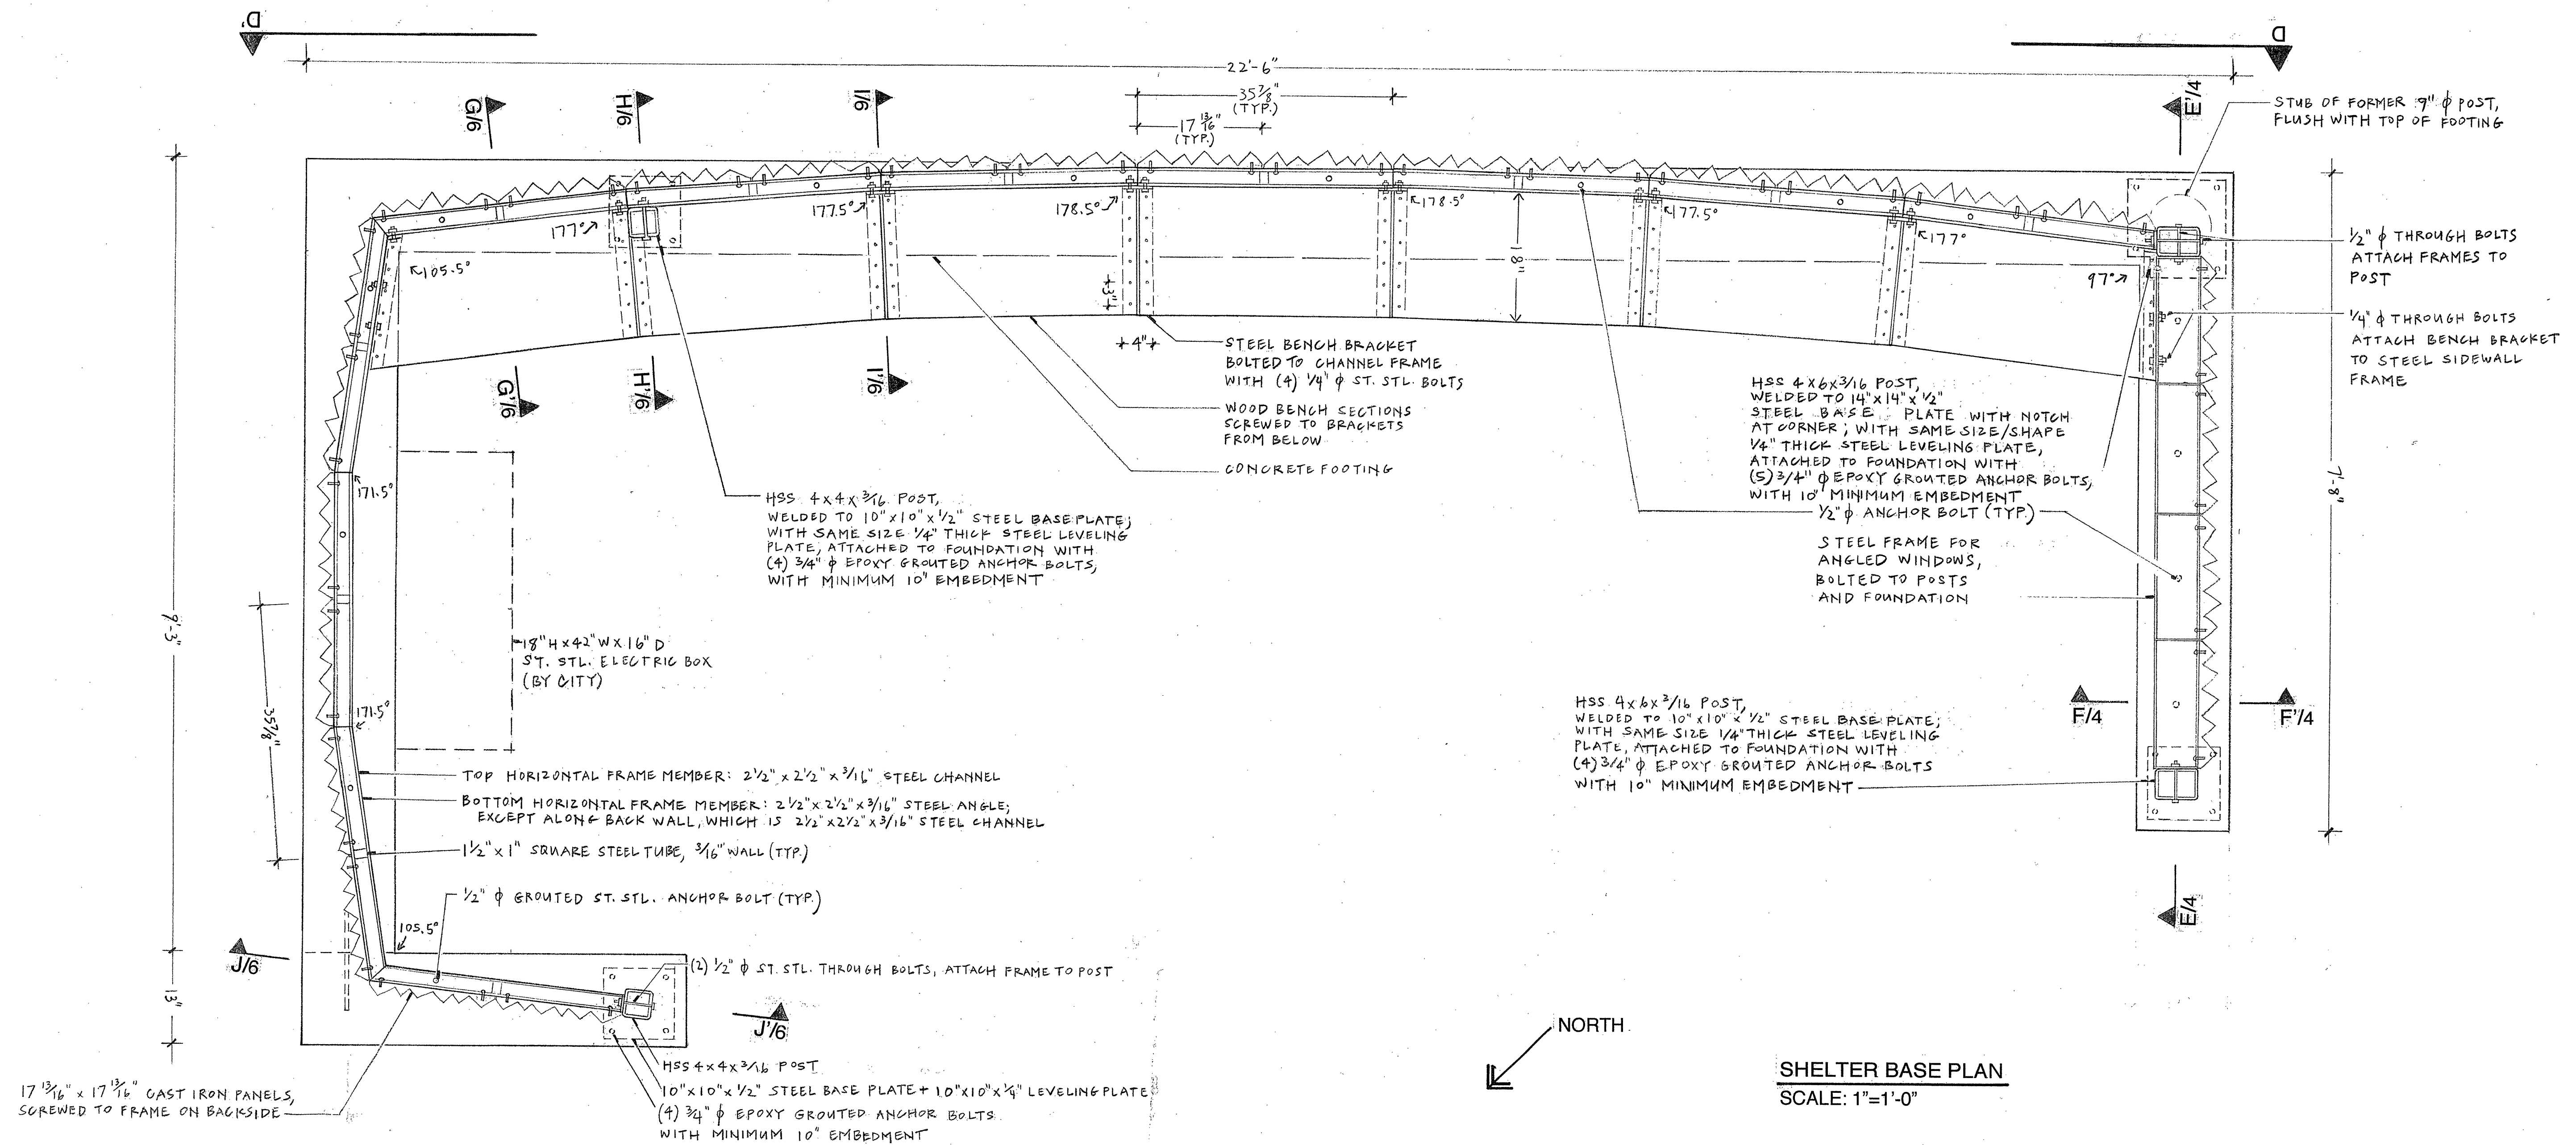 D'
D
22'-6"
35 7/8"
(TYP.)
17 13/16"
(TYP.)
G/6
H/6
I/6
E'/4
STUB OF FORMER 9" ϕ POST,
FLUSH WITH TOP OF FOOTING
177°
177.5°
178.5°
178.5°
177.5°
177°
105.5°
97°
18"
3"
4"
1/2" ϕ THROUGH BOLTS
ATTACH FRAMES TO
POST
1/4" ϕ THROUGH BOLTS
ATTACH BENCH BRACKET
TO STEEL SIDEWALL
FRAME
G'/6
H'/6
I'/6
STEEL BENCH BRACKET
BOLTED TO CHANNEL FRAME
WITH (4) 1/4" ϕ ST. STL. BOLTS
WOOD BENCH SECTIONS
SCREWED TO BRACKETS
FROM BELOW
CONCRETE FOOTING
HSS 4x6x3/16 POST,
WELDED TO 14"x14"x1/2"
STEEL BASE PLATE WITH NOTCH
AT CORNER; WITH SAME SIZE/SHAPE
1/4" THICK STEEL LEVELING PLATE,
ATTACHED TO FOUNDATION WITH
(5) 3/4" ϕ EPOXY GROUTED ANCHOR BOLTS,
WITH 10" MINIMUM EMBEDMENT
1/2" ϕ ANCHOR BOLT (TYP.)
STEEL FRAME FOR
ANGLED WINDOWS,
BOLTED TO POSTS
AND FOUNDATION
7'-8"
HSS 4x4x3/16 POST,
WELDED TO 10"x10"x1/2" STEEL BASE PLATE;
WITH SAME SIZE 1/4" THICK STEEL LEVELING
PLATE, ATTACHED TO FOUNDATION WITH
(4) 3/4" ϕ EPOXY GROUTED ANCHOR BOLTS,
WITH MINIMUM 10" EMBEDMENT
171.5°
9'-3"
18"H x 42"W x 16"D
ST. STL. ELECTRIC BOX
(BY CITY)
35 7/8"
171.5°
HSS 4x6x3/16 POST,
WELDED TO 10"x10"x1/2" STEEL BASE PLATE;
WITH SAME SIZE 1/4" THICK STEEL LEVELING
PLATE, ATTACHED TO FOUNDATION WITH
(4) 3/4" ϕ EPOXY GROUTED ANCHOR BOLTS
WITH 10" MINIMUM EMBEDMENT
F/4
F'/4
TOP HORIZONTAL FRAME MEMBER: 2 1/2" x 2 1/2" x 3/16" STEEL CHANNEL
BOTTOM HORIZONTAL FRAME MEMBER: 2 1/2" x 2 1/2" x 3/16" STEEL ANGLE;
EXCEPT ALONG BACK WALL, WHICH IS 2 1/2" x 2 1/2" x 3/16" STEEL CHANNEL
1 1/2" x 1" SQUARE STEEL TUBE, 3/16" WALL (TYP.)
1/2" ϕ GROUTED ST. STL. ANCHOR BOLT (TYP.)
105.5°
E/4
J/6
13"
(2) 1/2" ϕ ST. STL. THROUGH BOLTS, ATTACH FRAME TO POST
J'/6
HSS 4x4x3/16 POST
10"x10"x1/2" STEEL BASE PLATE + 10"x10"x1/4" LEVELING PLATE
(4) 3/4" ϕ EPOXY GROUTED ANCHOR BOLTS
WITH MINIMUM 10" EMBEDMENT
17 13/16" x 17 13/16" CAST IRON PANELS,
SCREWED TO FRAME ON BACKSIDE
NORTH
SHELTER BASE PLAN
SCALE: 1"=1'-0"